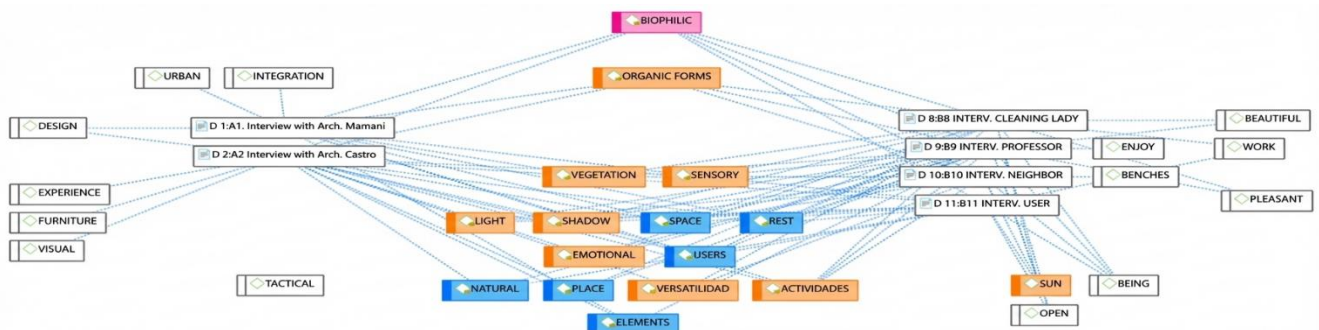 BIOPHILIC
URBAN
INTEGRATION
ORGANIC FORMS
DESIGN
D 1:A1. Interview with Arch. Mamani
D 8:B8 INTERV. CLEANING LADY
BEAUTIFUL
D 2:A2 Interview with Arch. Castro
D 9:B9 INTERV. PROFESSOR
ENJOY
WORK
VEGETATION
SENSORY
D 10:B10 INTERV. NEIGHBOR
BENCHES
EXPERIENCE
PLEASANT
D 11:B11 INTERV. USER
FURNITURE
LIGHT
SHADOW
SPACE
REST
VISUAL
EMOTIONAL
USERS
TACTICAL
NATURAL
PLACE
VERSATILIDAD
ACTIVIDADES
SUN
BEING
OPEN
ELEMENTS